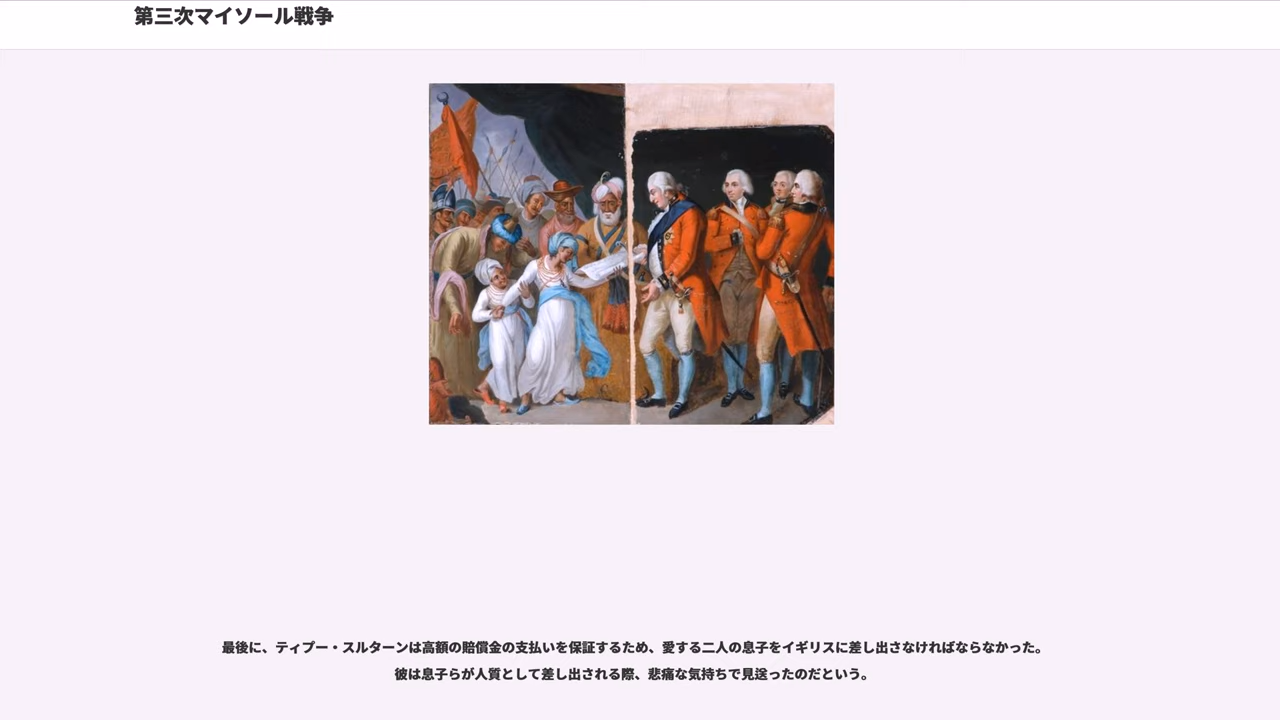 第三次マイソール戦争
最後に、ティプー・スルターンは高額の賠償金の支払いを保証するため、愛する二人の息子をイギリスに差し出さなければならなかった。
彼は息子らが人質として差し出される際、悲痛な気持ちで見送ったのだという。